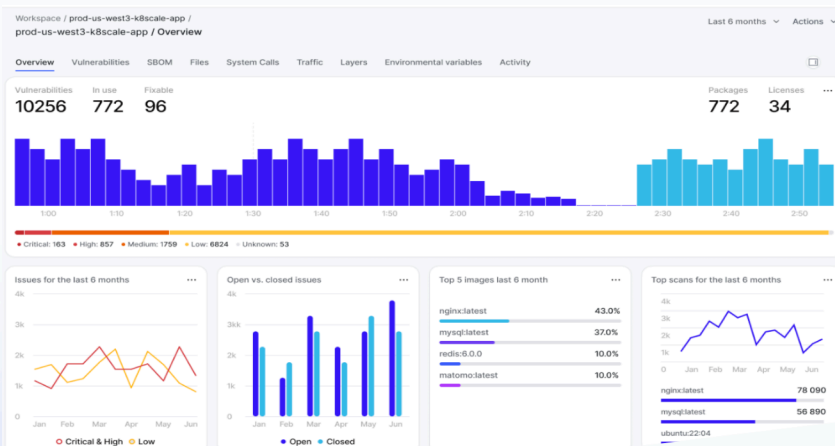 Workspace / prod-us-west3-k8scale-app /
prod-us-west3-k8scale-app / Overview
Last 6 months
Actions
Overview Vulnerabilities SBOM Files System Calls Traffic Layers Environmental variables Activity
Vulnerabilities In use Fixable Packages Licenses
10256 772 96 772 34
1:00 1:10 1:20 1:30 1:40 1:50 2:00 2:10 2:20 2:30 2:40 2:50
Critical: 163 High: 857 Medium: 1759 Low: 6824 Unknown: 53
Issues for the last 6 months
4k
3k
2k
1k
0
Jan Feb Mar Apr May Jun
Critical & High Low
Open vs. closed issues
4k
3kk
2k
1k
0
Jan Feb Mar Apr May Jun
Open Closed
Top 5 images last 6 month
nginx:latest 43.0%
mysql:latest 37.0%
redis:6.0.0 10.0%
matomo:latest 10.0%
Top scans for the last 6 months
4k
3k
2k
1k
0 Jan Feb Mar Apr May Jun
nginx:latest 78 090
mysql:latest 56 890
ubuntu:22:04